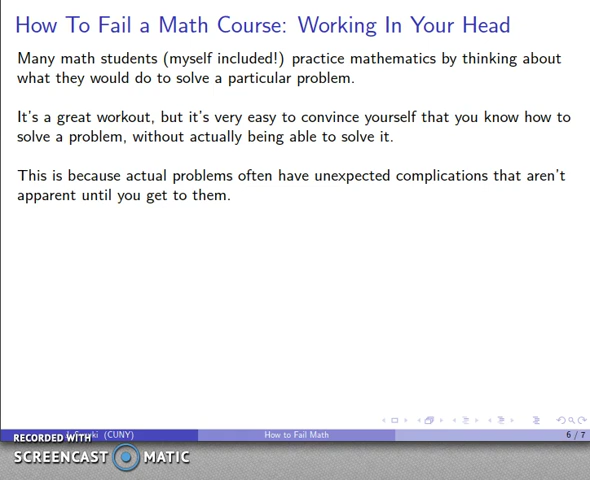 How To Fail a Math Course: Working In Your Head
Many math students (myself included!) practice mathematics by thinking about
what they would do to solve a particular problem.
It's a great workout, but it's very easy to convince yourself that you know how to
solve a problem, without actually being able to solve it.
This is because actual problems often have unexpected complications that aren't
apparent until you get to them.
(CUNY)
How to Fail Math
6 / 7
RECORDED WITH
SCREENCAST MATIC